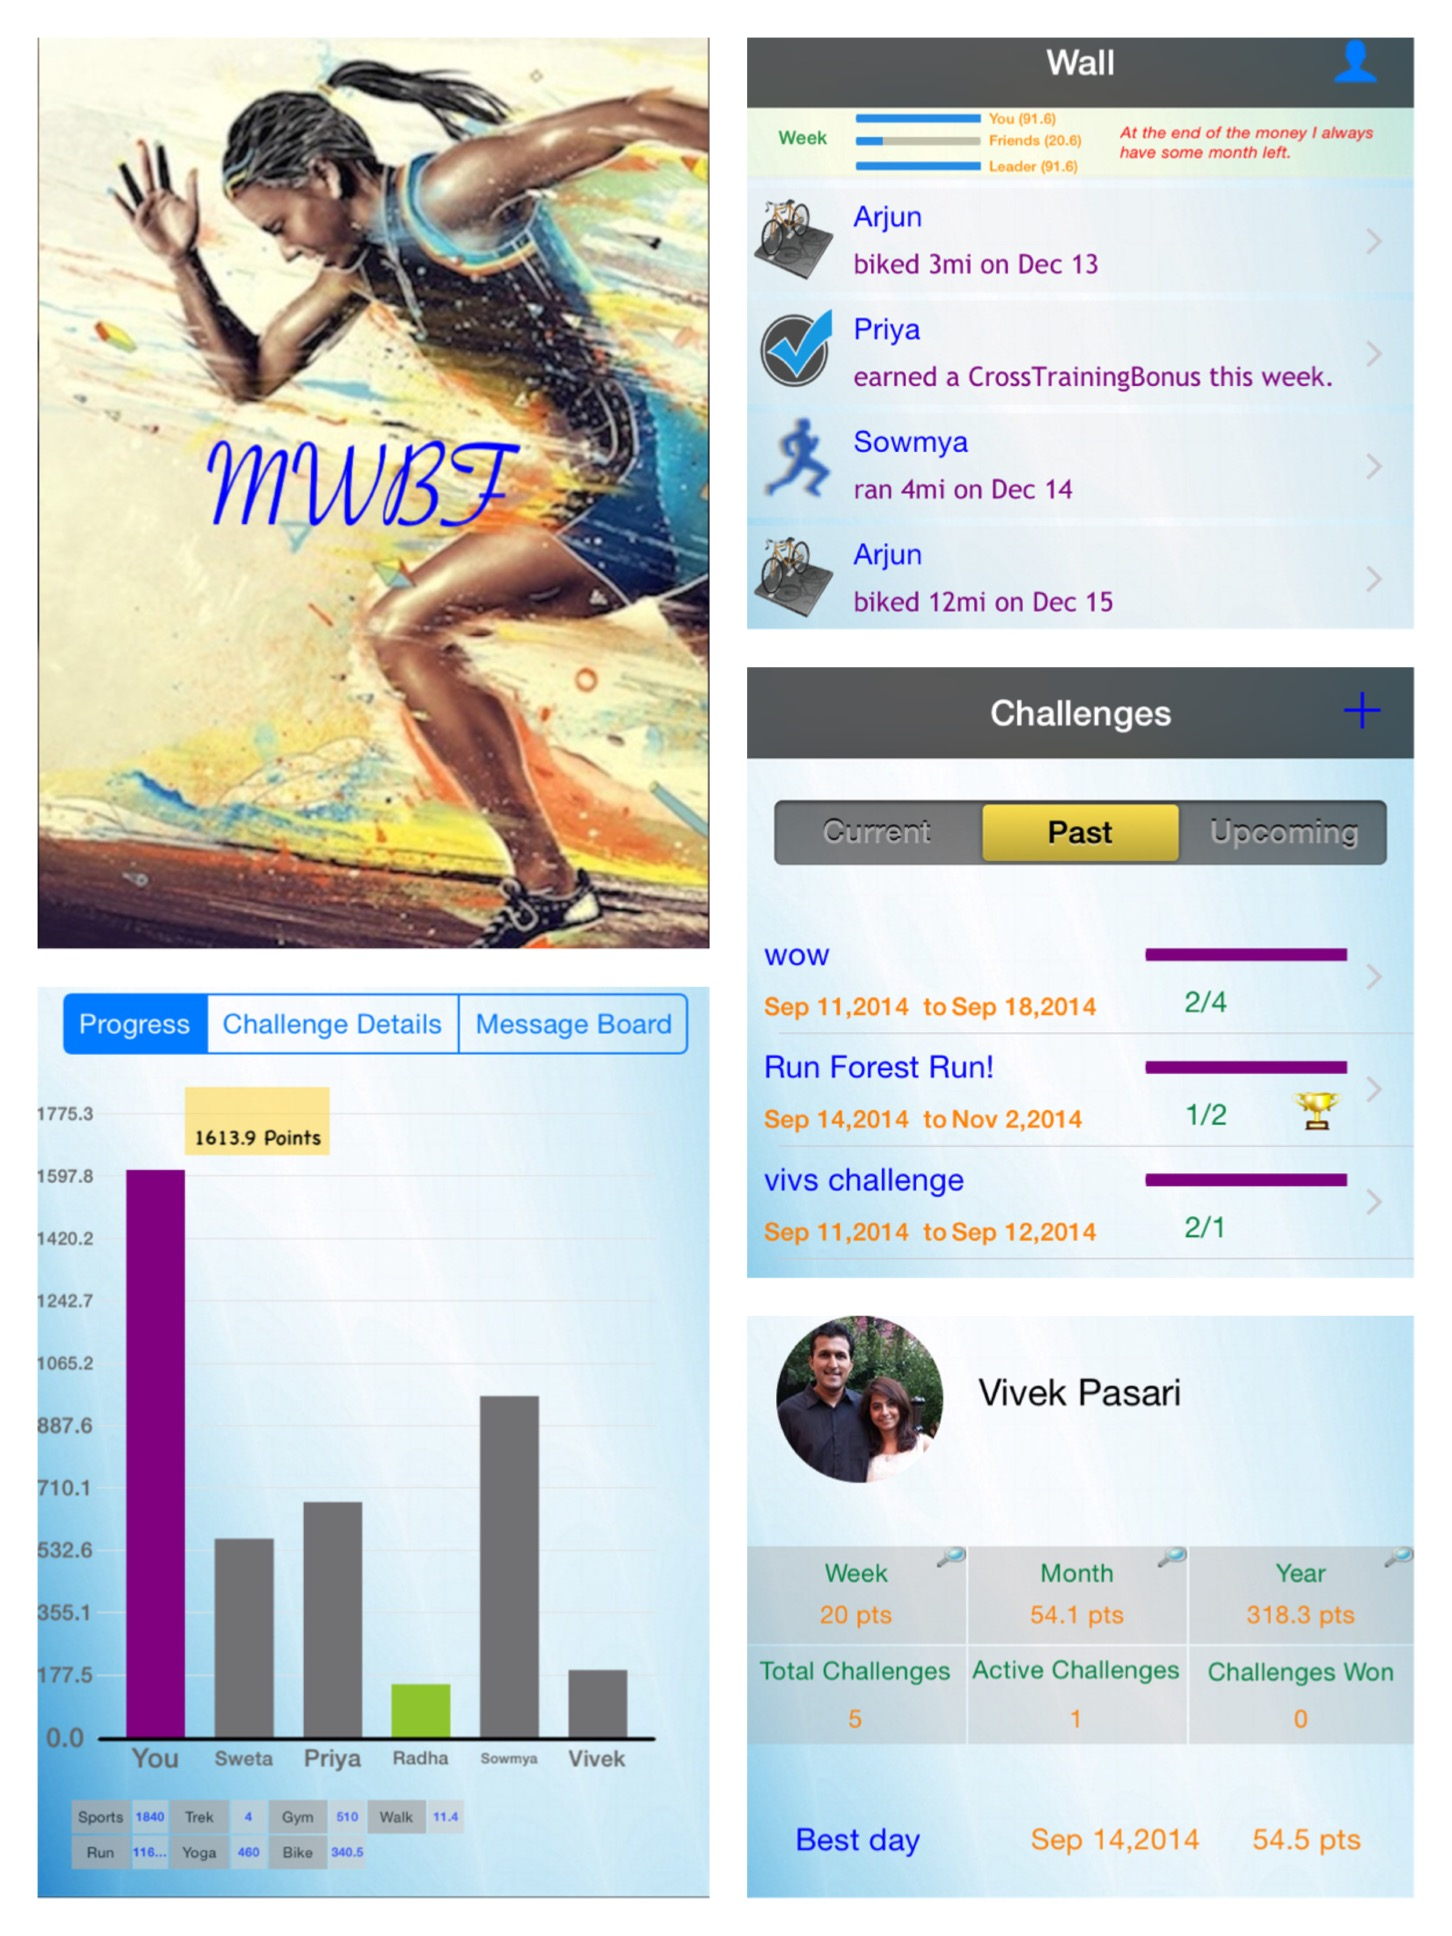 MWBF
Wall
Week
You (91.6)
Friends (20.6)
Leader (91.6)
At the end of the money I always
have some month left.
Arjun
biked 3mi on Dec 13
Priya
earned a CrossTrainingBonus this week.
Sowmya
ran 4mi on Dec 14
Arjun
biked 12mi on Dec 15
Challenges +
Current Past Upcoming
wow
Sep 11,2014 to Sep 18,2014 2/4
Run Forest Run!
Sep 14,2014 to Nov 2,2014 1/2
vivs challenge
Sep 11,2014 to Sep 12,2014 2/1
Progress Challenge Details Message Board
1613.9 Points
1775.3
1597.8
1420.2
1242.7
1065.2
887.6
710.1
532.6
355.1
177.5
0.0
You Sweta Priya Radha Sowmya Vivek
Sports 1840 Trek 4 Gym 510 Walk 11.4
Run 116... Yoga 460 Bike 340.5
Vivek Pasari
Week Month Year
20 pts 54.1 pts 318.3 pts
Total Challenges Active Challenges Challenges Won
5 1 0
Best day Sep 14,2014 54.5 pts